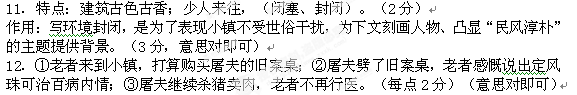 11. 特点：建筑古色古香；少人来往，（闭塞、封闭）。（2分）
作用：写环境封闭，是为了表现小镇不受世俗干扰，为下文刻画人物、凸显“民风淳朴”
的主题提供背景。（3分，意思对即可）
12. ①老者来到小镇，打算购买屠夫的旧案桌；②屠夫劈了旧案桌，老者感慨说出定风
珠可治百病内情；③屠夫继续杀猪卖肉，老者不再行医。（每点2分）（意思对即可）